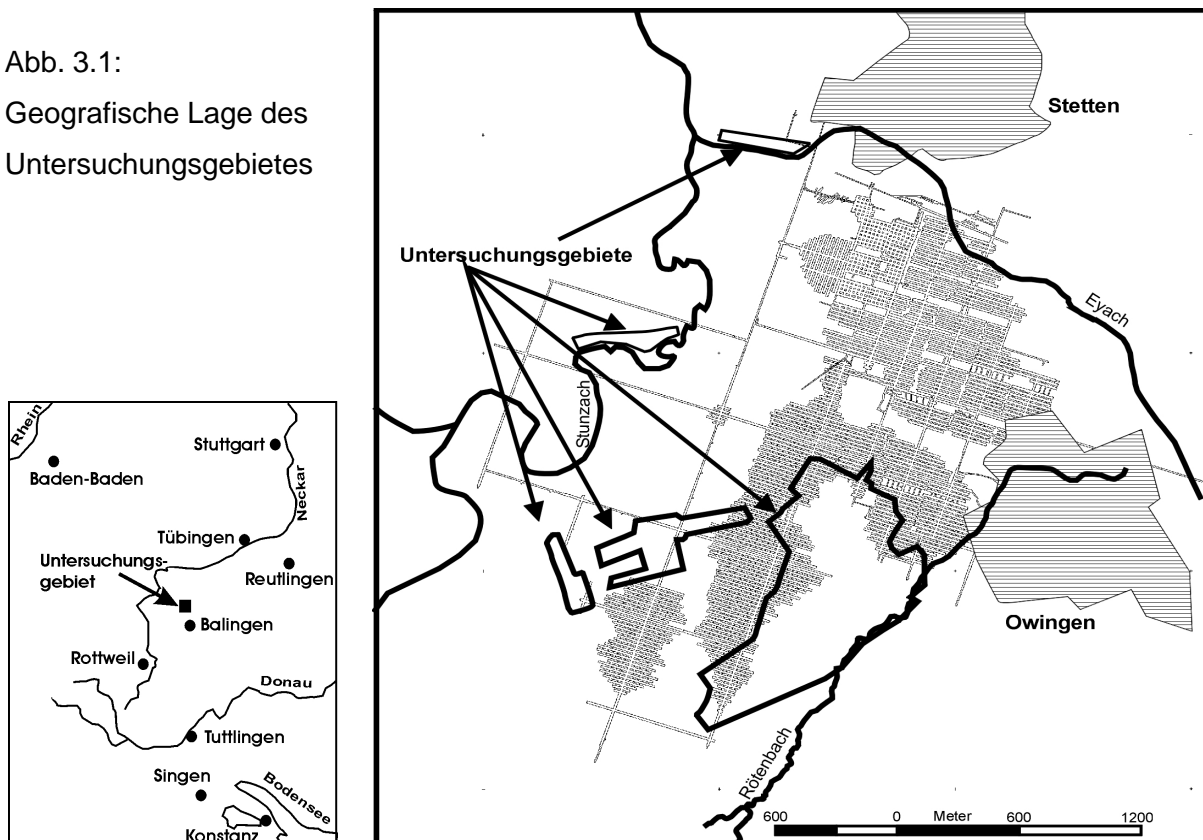 Abb. 3.1:
Geografische Lage des
Untersuchungsgebietes
Stetten
Untersuchungsgebiete
Eyach
Stunzach
Owingen
Rötenbach
600 0 Meter 600 1200
Rhein
Stuttgart
Baden-Baden
Neckar
Tübingen
Untersuchungs-
gebiet
Reutlingen
Balingen
Rottweil
Donau
Tuttlingen
Singen
Bodensee
Konstanz